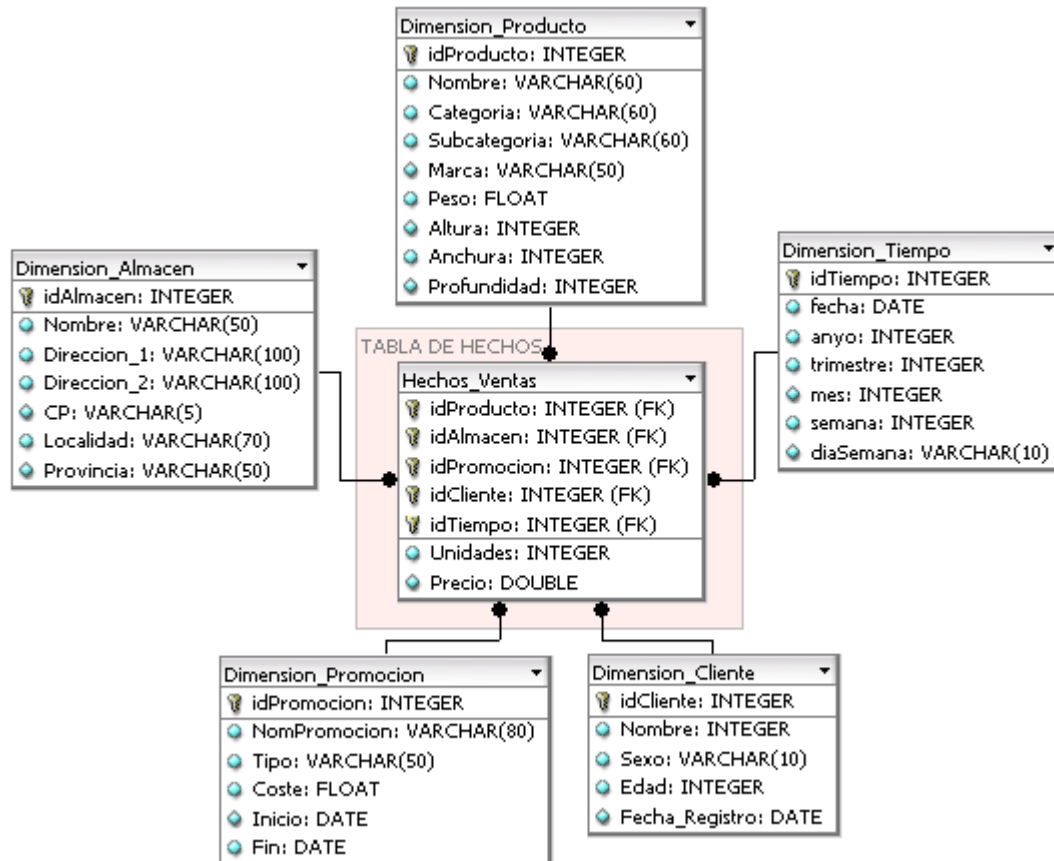 Dimension_Producto
idProducto: INTEGER
Nombre: VARCHAR(60)
Categoria: VARCHAR(60)
Subcategoria: VARCHAR(60)
Marca: VARCHAR(50)
Peso: FLOAT
Altura: INTEGER
Anchura: INTEGER
Profundidad: INTEGER
Dimension_Almacen
idAlmacen: INTEGER
Nombre: VARCHAR(50)
Direccion_1: VARCHAR(100)
Direccion_2: VARCHAR(100)
CP: VARCHAR(5)
Localidad: VARCHAR(70)
Provincia: VARCHAR(50)
Dimension_Tiempo
idTiempo: INTEGER
fecha: DATE
anyo: INTEGER
trimestre: INTEGER
mes: INTEGER
semana: INTEGER
diaSemana: VARCHAR(10)
TABLA DE HECHOS
Hechos_Ventas
idProducto: INTEGER (FK)
idAlmacen: INTEGER (FK)
idPromocion: INTEGER (FK)
idCliente: INTEGER (FK)
idTiempo: INTEGER (FK)
Unidades: INTEGER
Precio: DOUBLE
Dimension_Promocion
idPromocion: INTEGER
NomPromocion: VARCHAR(80)
Tipo: VARCHAR(50)
Coste: FLOAT
Inicio: DATE
Fin: DATE
Dimension_Cliente
idCliente: INTEGER
Nombre: INTEGER
Sexo: VARCHAR(10)
Edad: INTEGER
Fecha_Registro: DATE